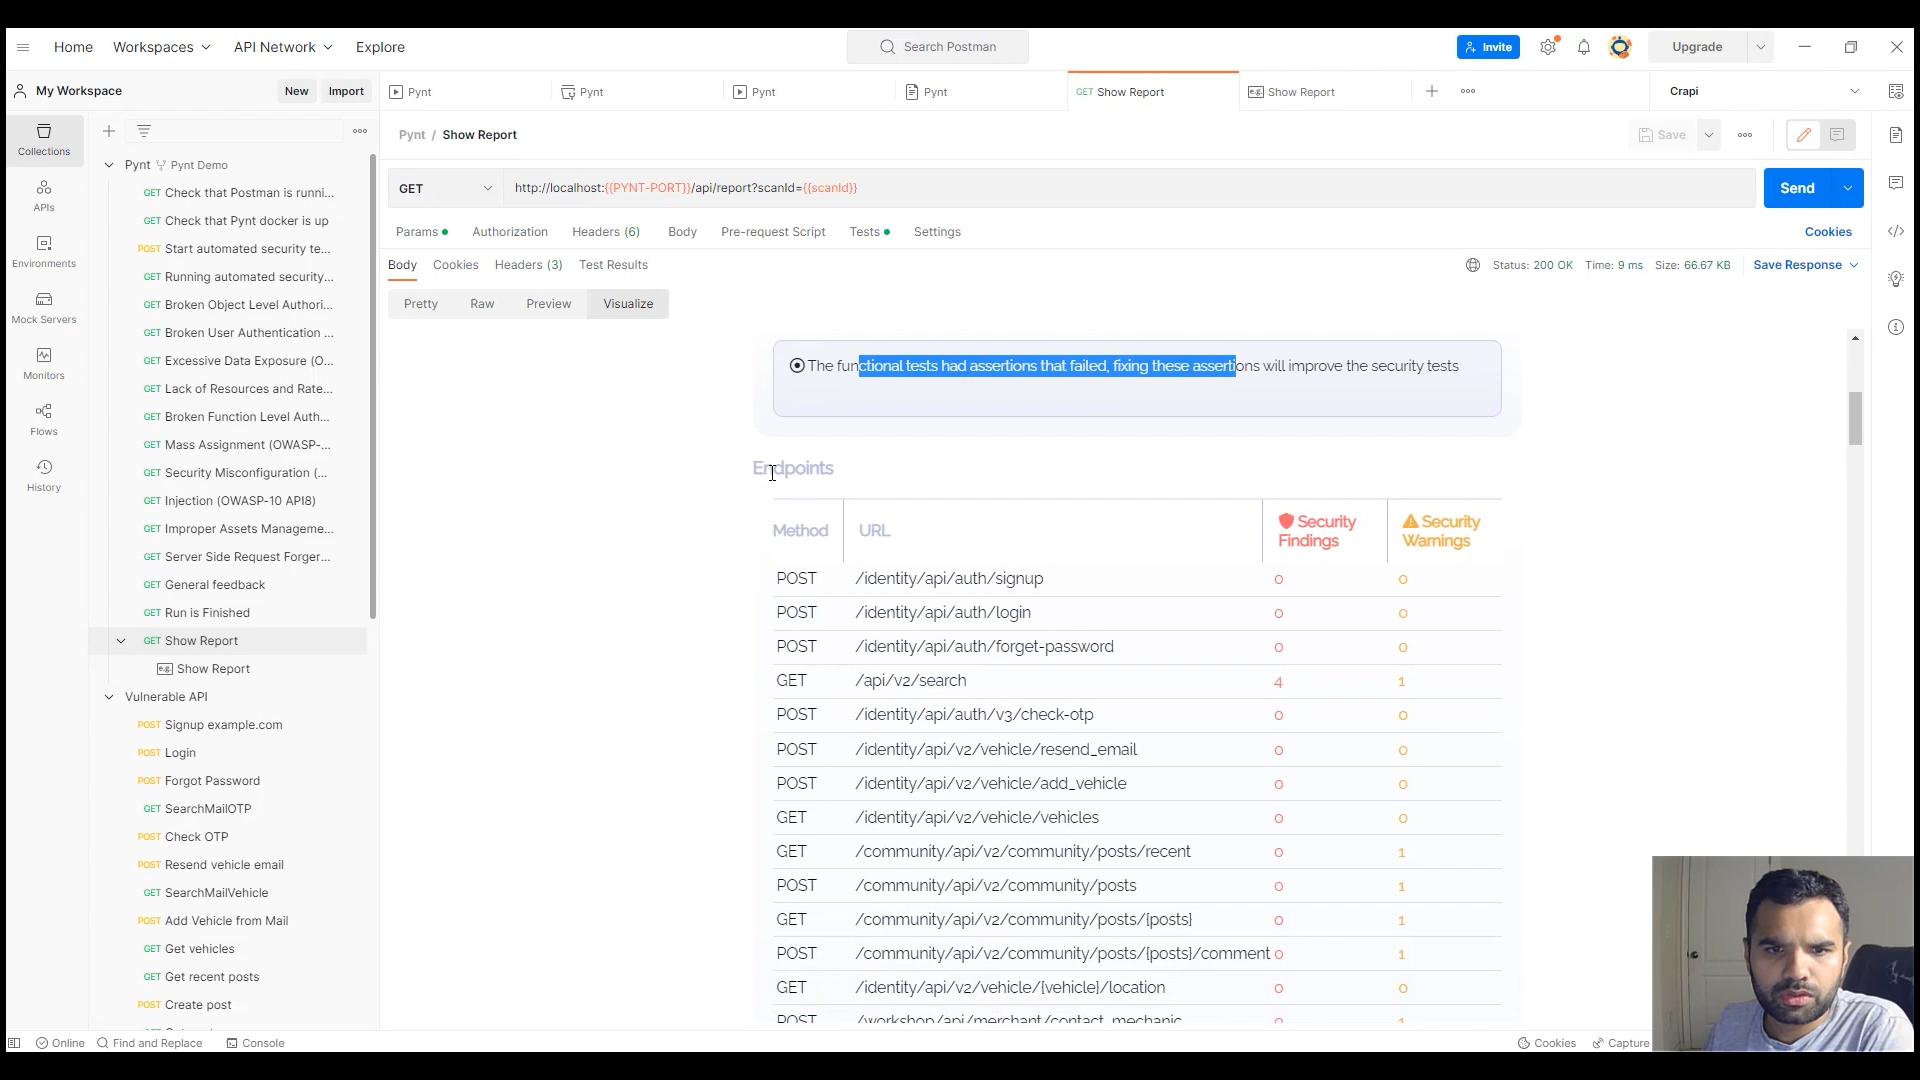 Home Workspaces API Network Explore Search Postman Invite Upgrade
My Workspace New Import
Pynt Pynt Pynt Pynt GET Show Report e.g. Show Report Crapi
Collections
APIs
Environments
Mock Servers
Monitors
Flows
History
Pynt Pynt Demo
GET Check that Postman is runni...
GET Check that Pynt docker is up
POST Start automated security te...
GET Running automated security...
GET Broken Object Level Authori...
GET Broken User Authentication ...
GET Excessive Data Exposure (O...
GET Lack of Resources and Rate...
GET Broken Function Level Auth...
GET Mass Assignment (OWASP-...
GET Security Misconfiguration (...
GET Injection (OWASP-10 API8)
GET Improper Assets Manageme...
GET Server Side Request Forger...
GET General feedback
GET Run is Finished
GET Show Report
e.g. Show Report
Vulnerable API
POST Signup example.com
POST Login
POST Forgot Password
GET SearchMailOTP
POST Check OTP
POST Resend vehicle email
GET SearchMailVehicle
POST Add Vehicle from Mail
GET Get vehicles
GET Get recent posts
POST Create post
Pynt / Show Report Save
GET http://localhost:{{PYNT-PORT}}/api/report?scanId={{scanId}} Send
Params Authorization Headers (6) Body Pre-request Script Tests Settings Cookies
Body Cookies Headers (3) Test Results Status: 200 OK Time: 9 ms Size: 66.67 KB Save Response
Pretty Raw Preview Visualize
The functional tests had assertions that failed, fixing these assertions will improve the security tests
Endpoints
Method URL Security Findings Security Warnings
POST /identity/api/auth/signup 0 0
POST /identity/api/auth/login 0 0
POST /identity/api/auth/forget-password 0 0
GET /api/v2/search 4 1
POST /identity/api/auth/v3/check-otp 0 0
POST /identity/api/v2/vehicle/resend_email 0 0
POST /identity/api/v2/vehicle/add_vehicle 0 0
GET /identity/api/v2/vehicle/vehicles 0 0
GET /community/api/v2/community/posts/recent 0 1
POST /community/api/v2/community/posts 0 1
GET /community/api/v2/community/posts/{posts} 0 1
POST /community/api/v2/community/posts/{posts}/comment 0 1
GET /identity/api/v2/vehicle/{vehicle}/location 0 0
POST /workshop/api/merchant/contact_mechanic 0 1
Online Find and Replace Console Cookies Capture